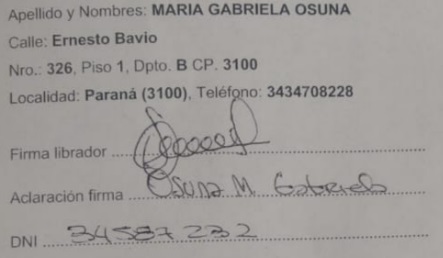 Apellido y Nombres: MARIA GABRIELA OSUNA
Calle: Ernesto Bavio
Nro.: 326, Piso 1, Dpto. B CP. 3100
Localidad: Paraná (3100), Teléfono: 3434708228
Firma librador
Aclaración firma Osuna M. Gabriela
DNI 34587232